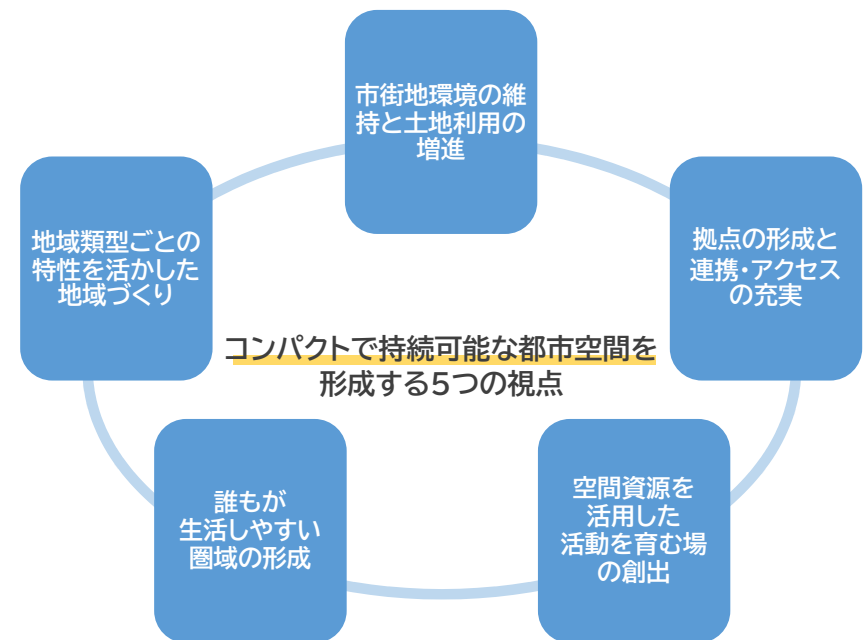 市街地環境の維
持と土地利用の
増進
地域類型ごとの
特性を活かした
地域づくり
拠点の形成と
連携・アクセス
の充実
コンパクトで持続可能な都市空間を
形成する5つの視点
誰もが
生活しやすい
圏域の形成
空間資源を
活用した
活動を育む場
の創出